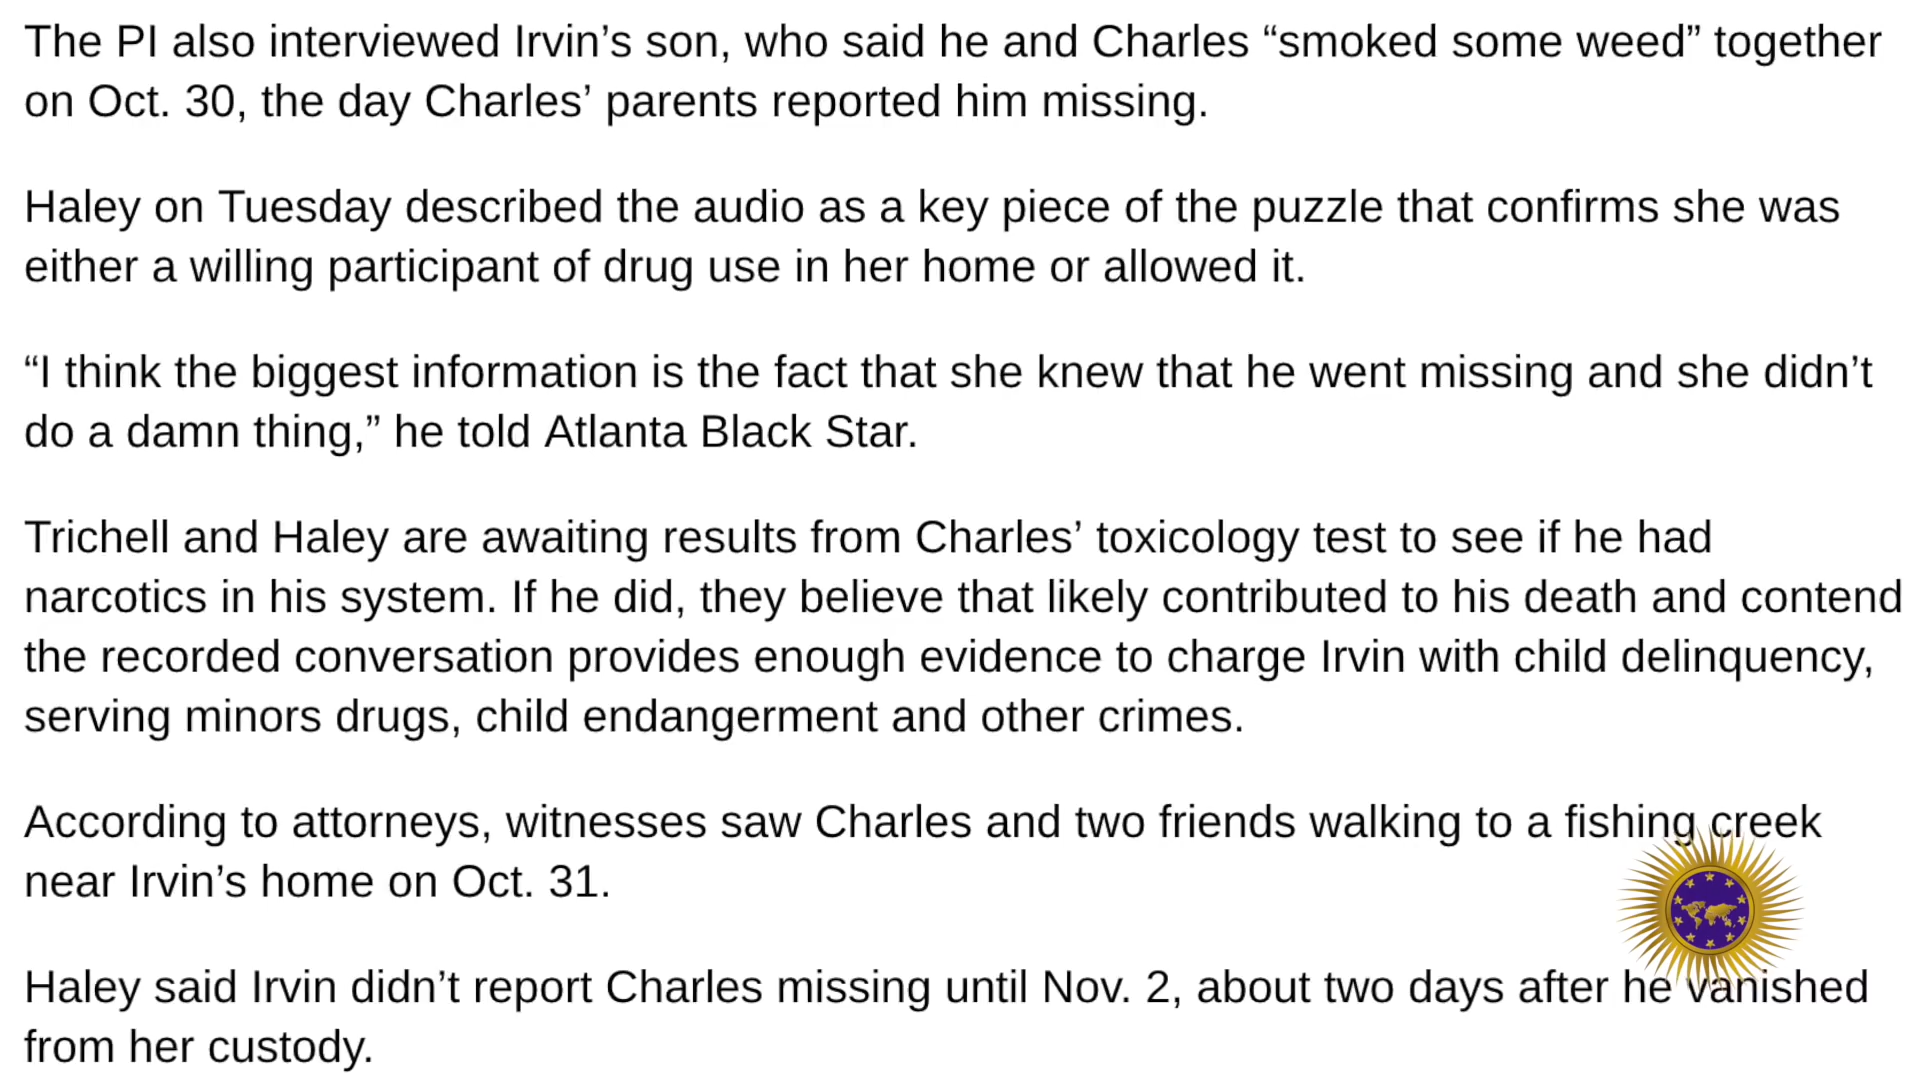 The PI also interviewed Irvin’s son, who said he and Charles “smoked some weed” together
on Oct. 30, the day Charles’ parents reported him missing.
Haley on Tuesday described the audio as a key piece of the puzzle that confirms she was
either a willing participant of drug use in her home or allowed it.
“I think the biggest information is the fact that she knew that he went missing and she didn’t
do a damn thing,” he told Atlanta Black Star.
Trichell and Haley are awaiting results from Charles’ toxicology test to see if he had
narcotics in his system. If he did, they believe that likely contributed to his death and contend
the recorded conversation provides enough evidence to charge Irvin with child delinquency,
serving minors drugs, child endangerment and other crimes.
According to attorneys, witnesses saw Charles and two friends walking to a fishing creek
near Irvin’s home on Oct. 31.
Haley said Irvin didn’t report Charles missing until Nov. 2, about two days after he vanished
from her custody.